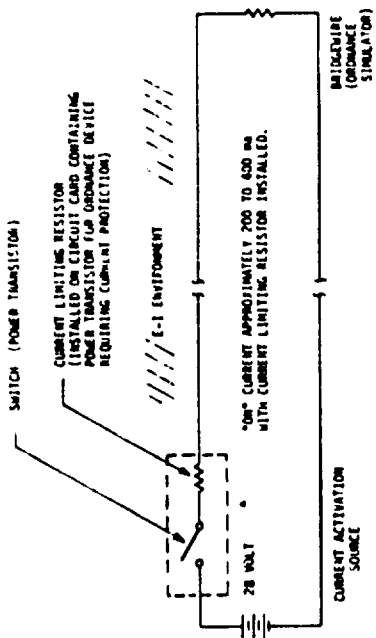 SWITCH (POWER TRANSISTOR)
CURRENT LIMITING RESISTOR
(INSTALLED ON CIRCUIT CARD CONTAINING
POWER TRANSISTOR FOR ORDNANCE DEVICE
REQUIRING CURRENT PROTECTION)
E-I ENVIRONMENT
28 VOLT
"ON" CURRENT APPROXIMATELY 200 TO 400 ma
WITH CURRENT LIMITING RESISTOR INSTALLED.
CURRENT ACTIVATION
SOURCE
BRIDGEWIRE
(ORDNANCE
SIMULATOR)